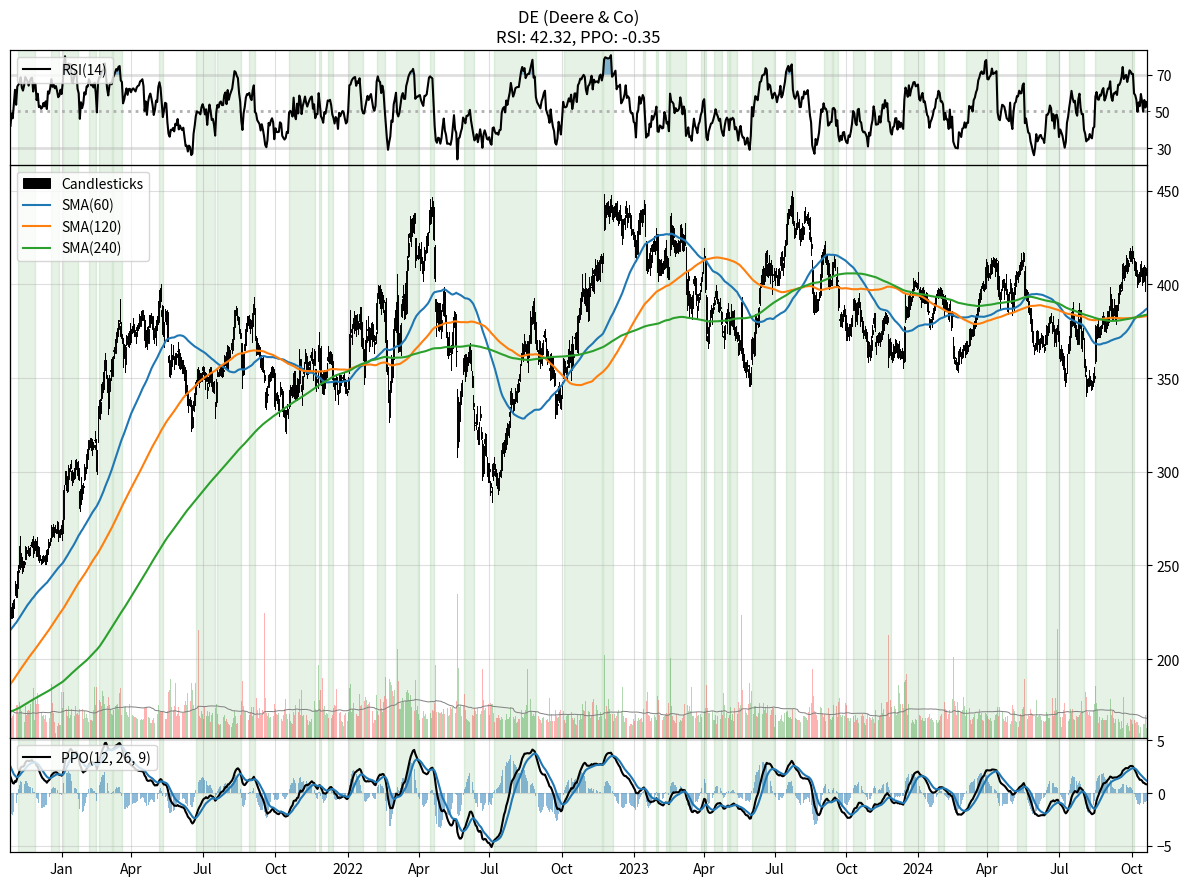 DE (Deere & Co)
RSI: 42.32, PPO: -0.35
RSI(14)
70
50
30
Candlesticks
SMA(60)
SMA(120)
SMA(240)
450
400
350
300
250
200
PPO(12, 26, 9)
5
0
−5
Jan Apr Jul Oct 2022 Apr Jul Oct 2023 Apr Jul Oct 2024 Apr Jul Oct